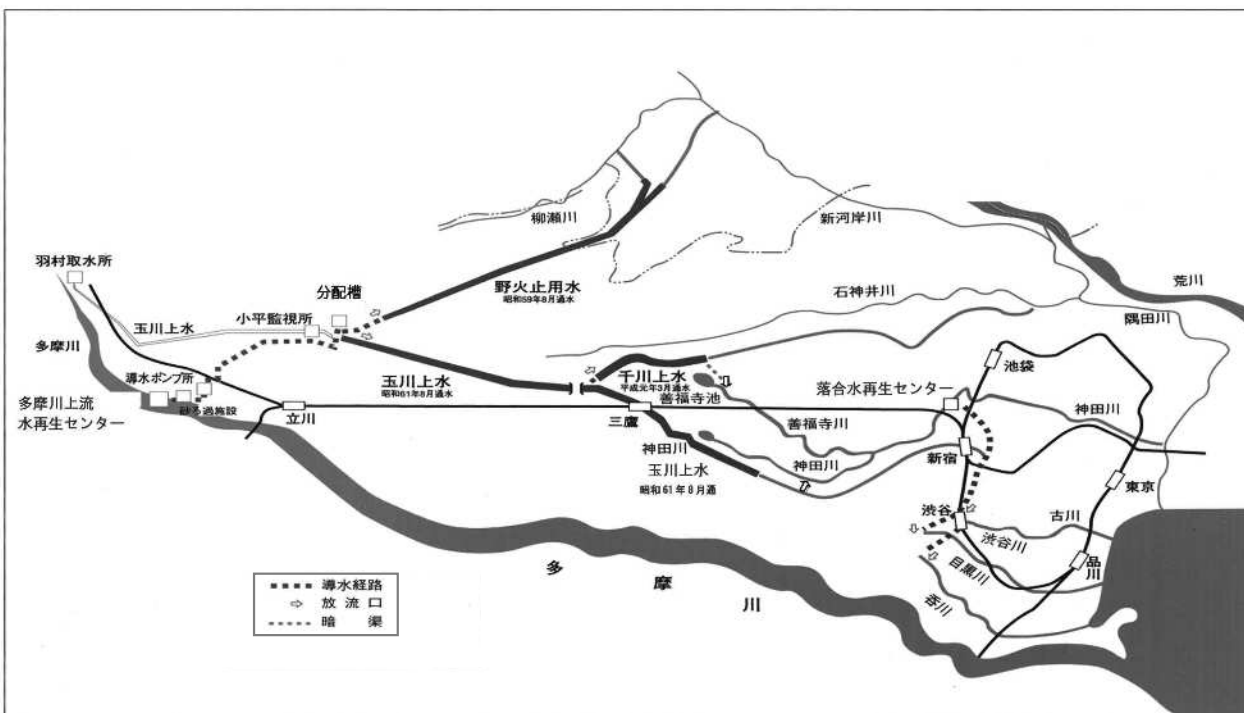 柳瀬川
新河岸川
荒川
羽村取水所
野火止用水
昭和59年8月通水
分配槽
石神井川
隅田川
玉川上水
小平監視所
多摩川
池袋
導水ポンプ所
玉川上水
昭和61年8月通水
千川上水
平成元年3月通水
善福寺池
落合水再生センター
神田川
多摩川上流
水再生センター
砂ろ過施設
立川
三鷹
善福寺川
神田川
新宿
玉川上水
神田川
昭和61年8月通
東京
渋谷
古川
渋谷川
品川
目黒川
呑川
多摩川
導水経路
放流口
暗渠